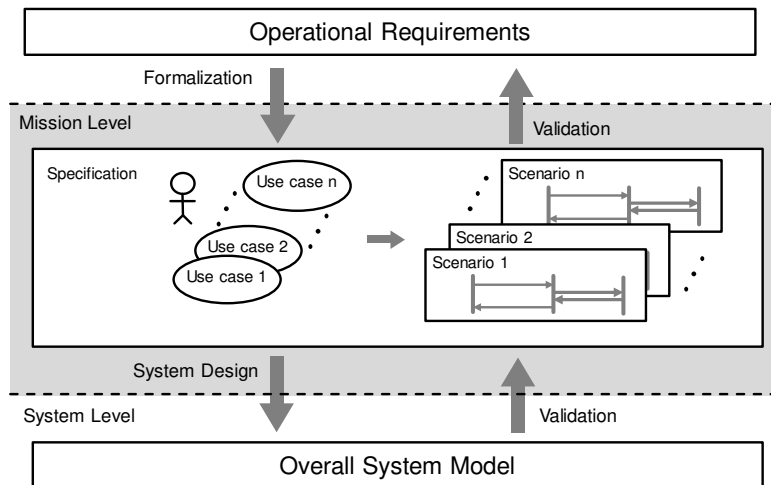 Operational Requirements
Formalization
Mission Level
Validation
Specification
Use case n
Scenario n
Use case 2
Scenario 2
Use case 1
Scenario 1
System Design
System Level
Validation
Overall System Model